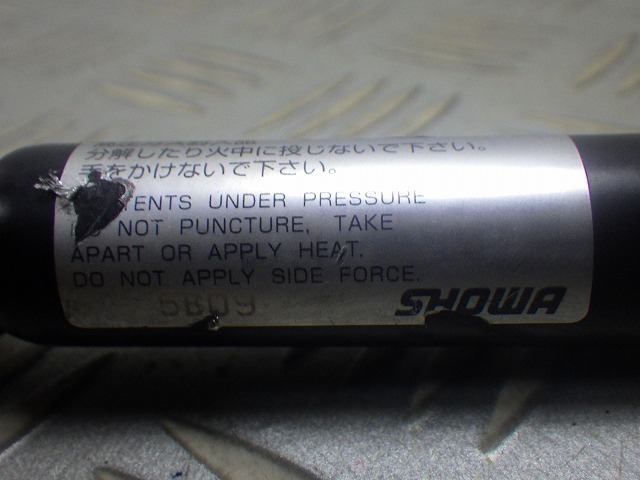 分解したり火中に投じないで下さい。
手をかけないで下さい。
TENTS UNDER PRESSURE
NOT PUNCTURE, TAKE
APART OR APPLY HEAT.
DO NOT APPLY SIDE FORCE.
5809
SHOWA